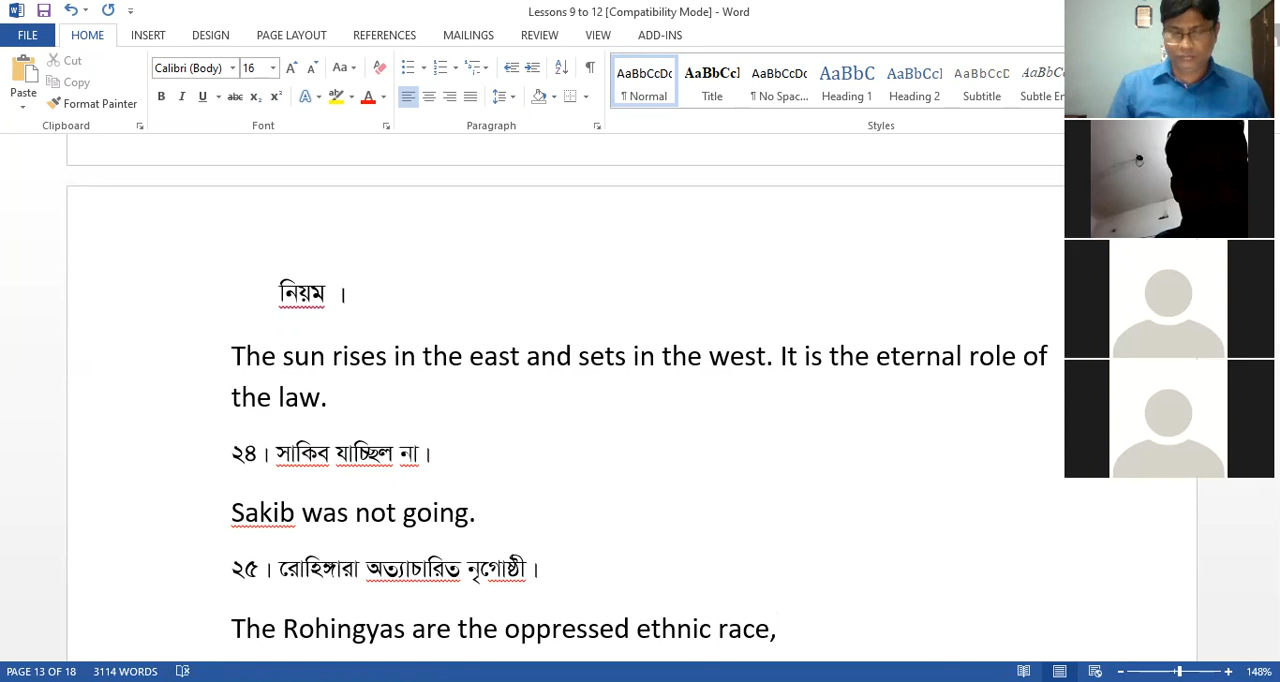 Lessons 9 to 12 [Compatibility Mode] - Word
FILE HOME INSERT DESIGN PAGE LAYOUT REFERENCES MAILINGS REVIEW VIEW ADD-INS
Paste Cut Copy Format Painter
Calibri (Body) 16
AaBbCcDc AaBbCcl AaBbCcDc AaBbC AaBbCcl AaBbCcD AaBbCcDc
¶ Normal Title ¶ No Spac... Heading 1 Heading 2 Subtitle Subtle Em
Clipboard Font Paragraph Styles
নিয়ম ।
The sun rises in the east and sets in the west. It is the eternal role of
the law.
২৪। সাকিব যাচ্ছিল না।
Sakib was not going.
২৫। রোহিঙ্গারা অত্যাচারিত নৃগোষ্ঠী।
The Rohingyas are the oppressed ethnic race,
PAGE 13 OF 18 3114 WORDS 148%